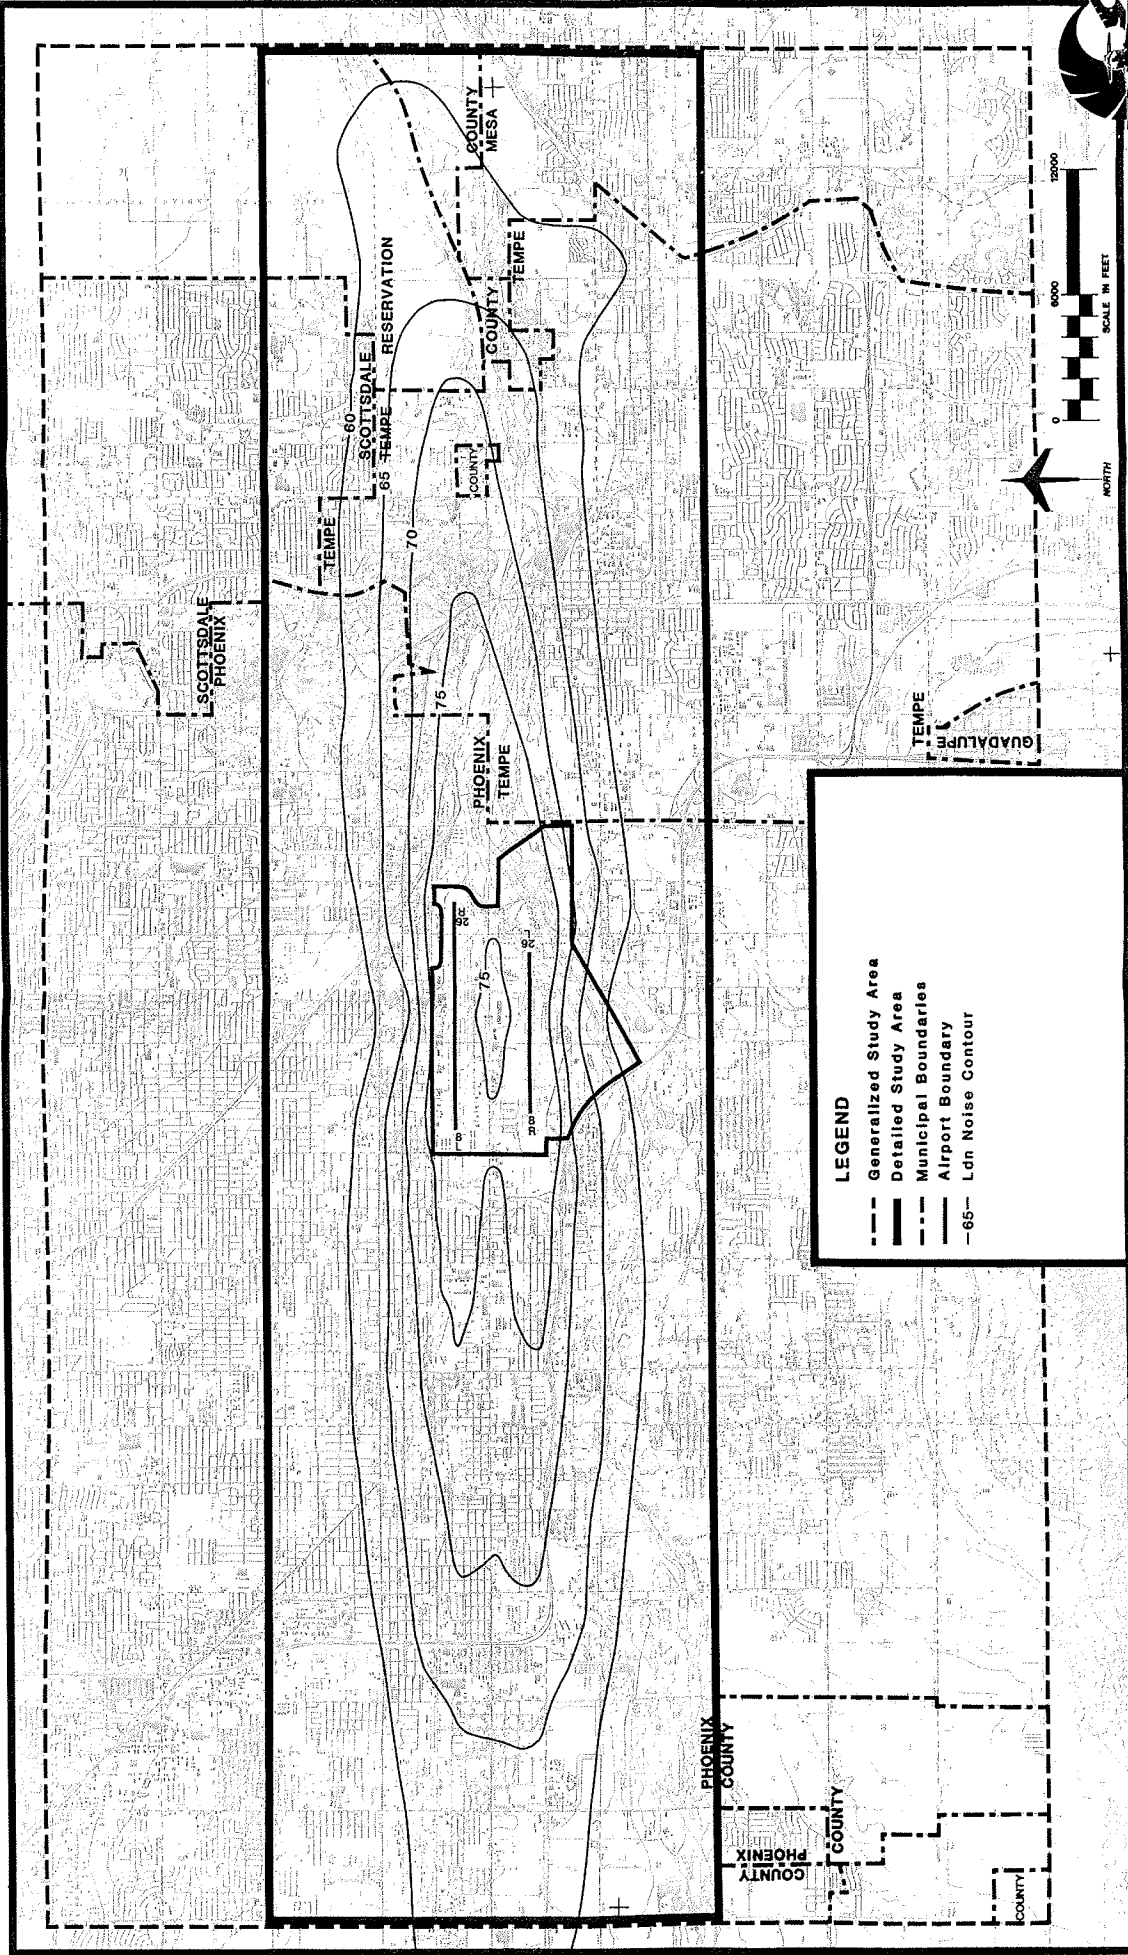 SCOTTSDALE
PHOENIX
COUNTY
MESA
RESERVATION
60
SCOTTSDALE
65 TEMPE
TEMPE
COUNTY
TEMPE
COUNTY
70
75
PHOENIX
TEMPE
26
R
26
L
75
8
L
8
R
TEMPE
GUADALUPE
PHOENIX
COUNTY
COUNTY
PHOENIX
COUNTY
COUNTY
LEGEND
Generalized Study Area
Detailed Study Area
Municipal Boundaries
Airport Boundary
-65- Ldn Noise Contour
NORTH
0 6000 12000
SCALE IN FEET